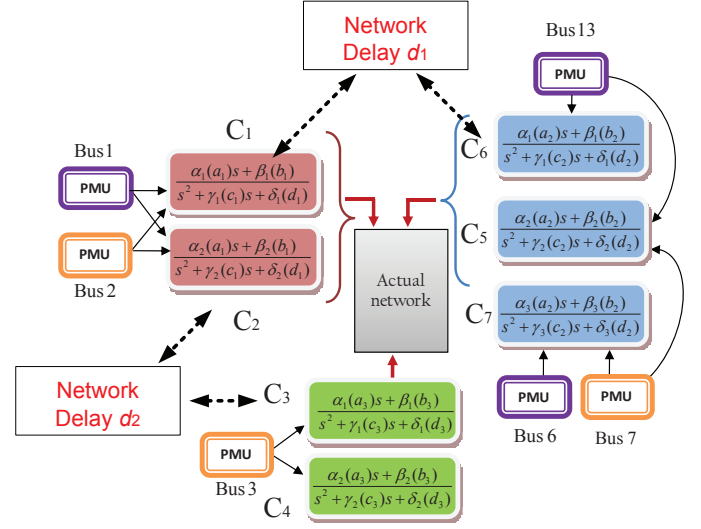 Network
Delay d₁
Bus13
PMU
C₁
C₆
α₁(a₁)s + β₁(b₁)
s² + γ₁(c₁)s + δ₁(d₁)
α₁(a₂)s + β₁(b₂)
s² + γ₁(c₂)s + δ₁(d₂)
Bus1
PMU
PMU
Bus 2
α₂(a₁)s + β₂(b₁)
s² + γ₂(c₁)s + δ₂(d₁)
C₂
C₅
α₂(a₂)s + β₂(b₂)
s² + γ₂(c₂)s + δ₂(d₂)
Actual
network
C₇
α₃(a₂)s + β₃(b₂)
s² + γ₃(c₂)s + δ₃(d₂)
PMU
Bus 6
PMU
Bus 7
Network
Delay d₂
C₃
α₁(a₃)s + β₁(b₃)
s² + γ₁(c₃)s + δ₁(d₃)
PMU
Bus 3
C₄
α₂(a₃)s + β₂(b₃)
s² + γ₂(c₃)s + δ₂(d₃)